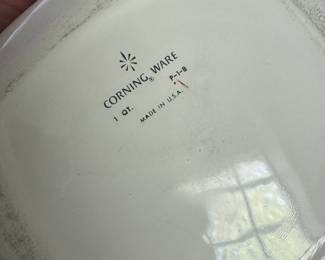 CORNING® WARE
1 QT. P-1-B
MADE IN U.S.A.